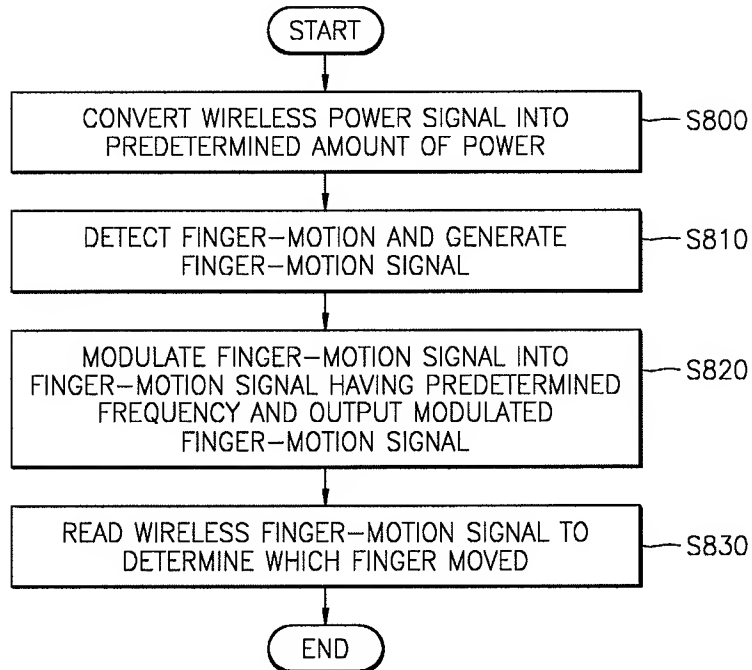 START
CONVERT WIRELESS POWER SIGNAL INTO
PREDETERMINED AMOUNT OF POWER
S800
DETECT FINGER-MOTION AND GENERATE
FINGER-MOTION SIGNAL
S810
MODULATE FINGER-MOTION SIGNAL INTO
FINGER-MOTION SIGNAL HAVING PREDETERMINED
FREQUENCY AND OUTPUT MODULATED
FINGER-MOTION SIGNAL
S820
READ WIRELESS FINGER-MOTION SIGNAL TO
DETERMINE WHICH FINGER MOVED
S830
END